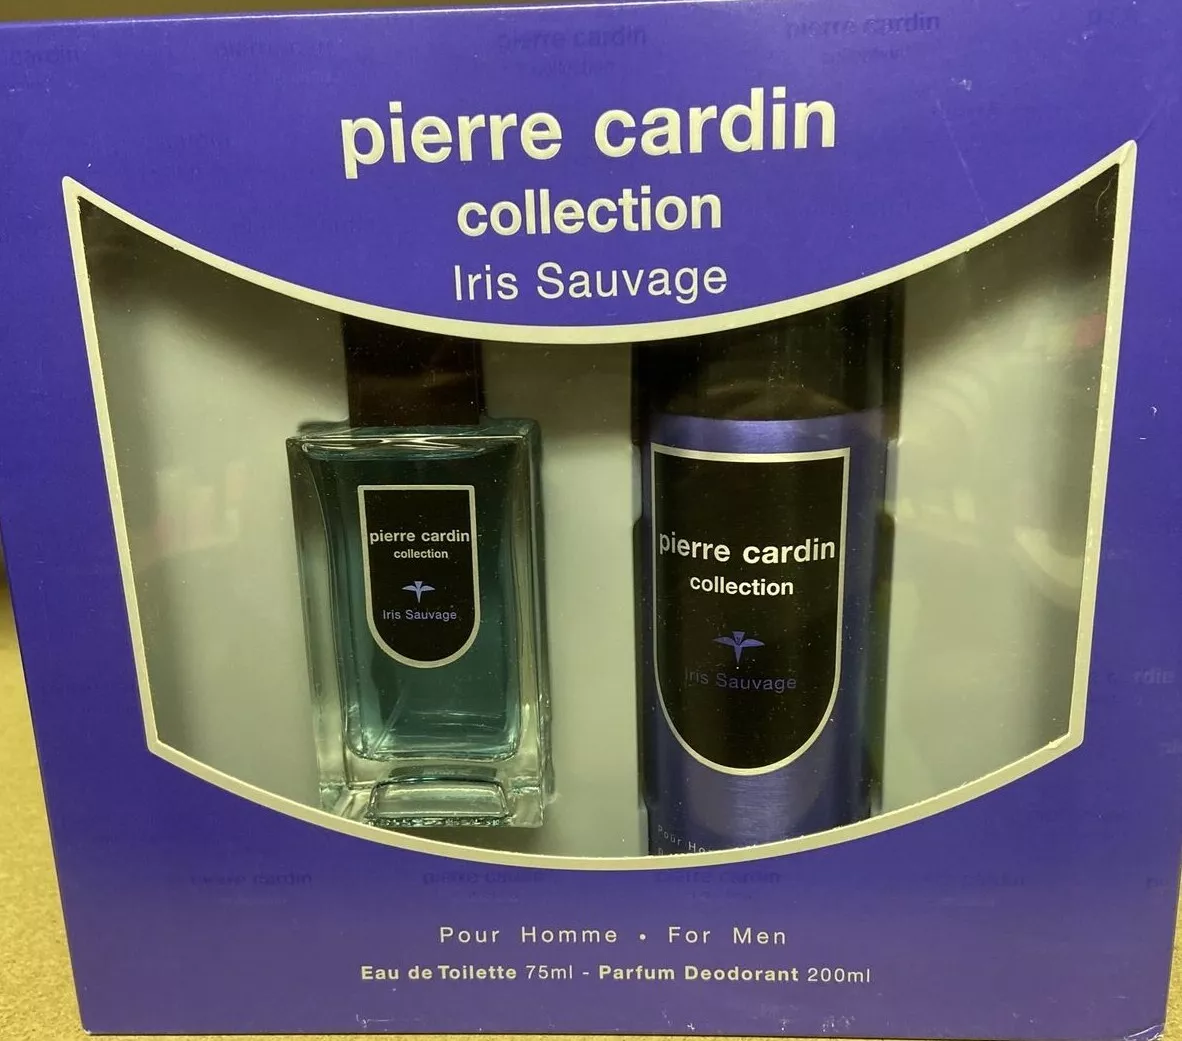 pierre cardin
collection
Iris Sauvage
pierre cardin
collection
Iris Sauvage
pierre cardin
collection
Iris Sauvage
Pour
Pour Homme • For Men
Eau de Toilette 75ml - Parfum Deodorant 200ml